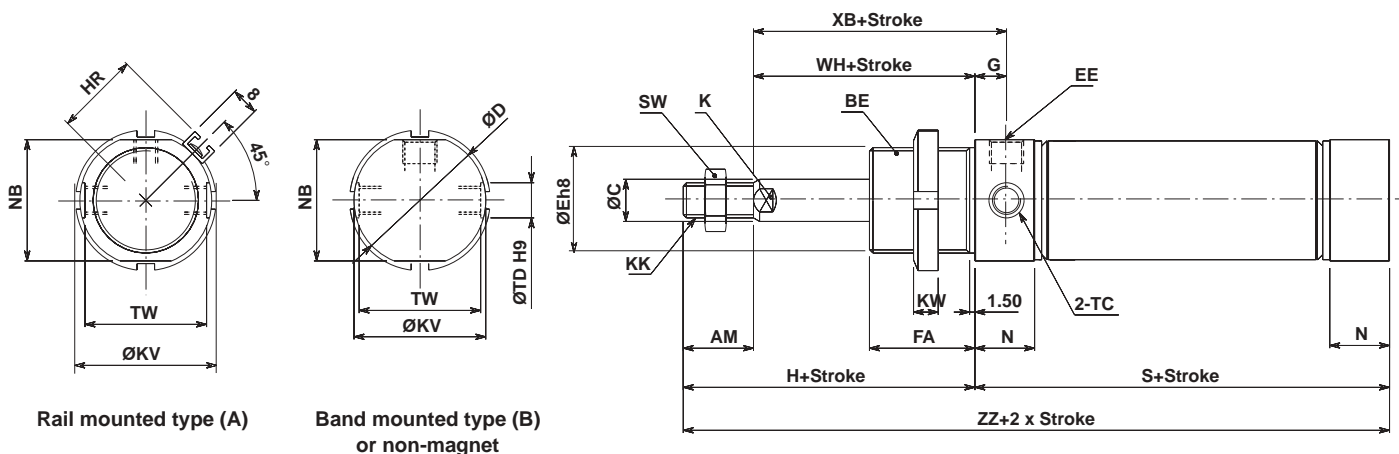 HR
8
45°
NB
TW
ØKV
Rail mounted type (A)
ØD
NB
ØTD H9
TW
ØKV
Band mounted type (B)
or non-magnet
XB+Stroke
WH+Stroke
G
EE
SW
K
BE
ØEh8
ØC
KK
KW
1.50
2-TC
AM
FA
N
N
H+Stroke
S+Stroke
ZZ+2 x Stroke